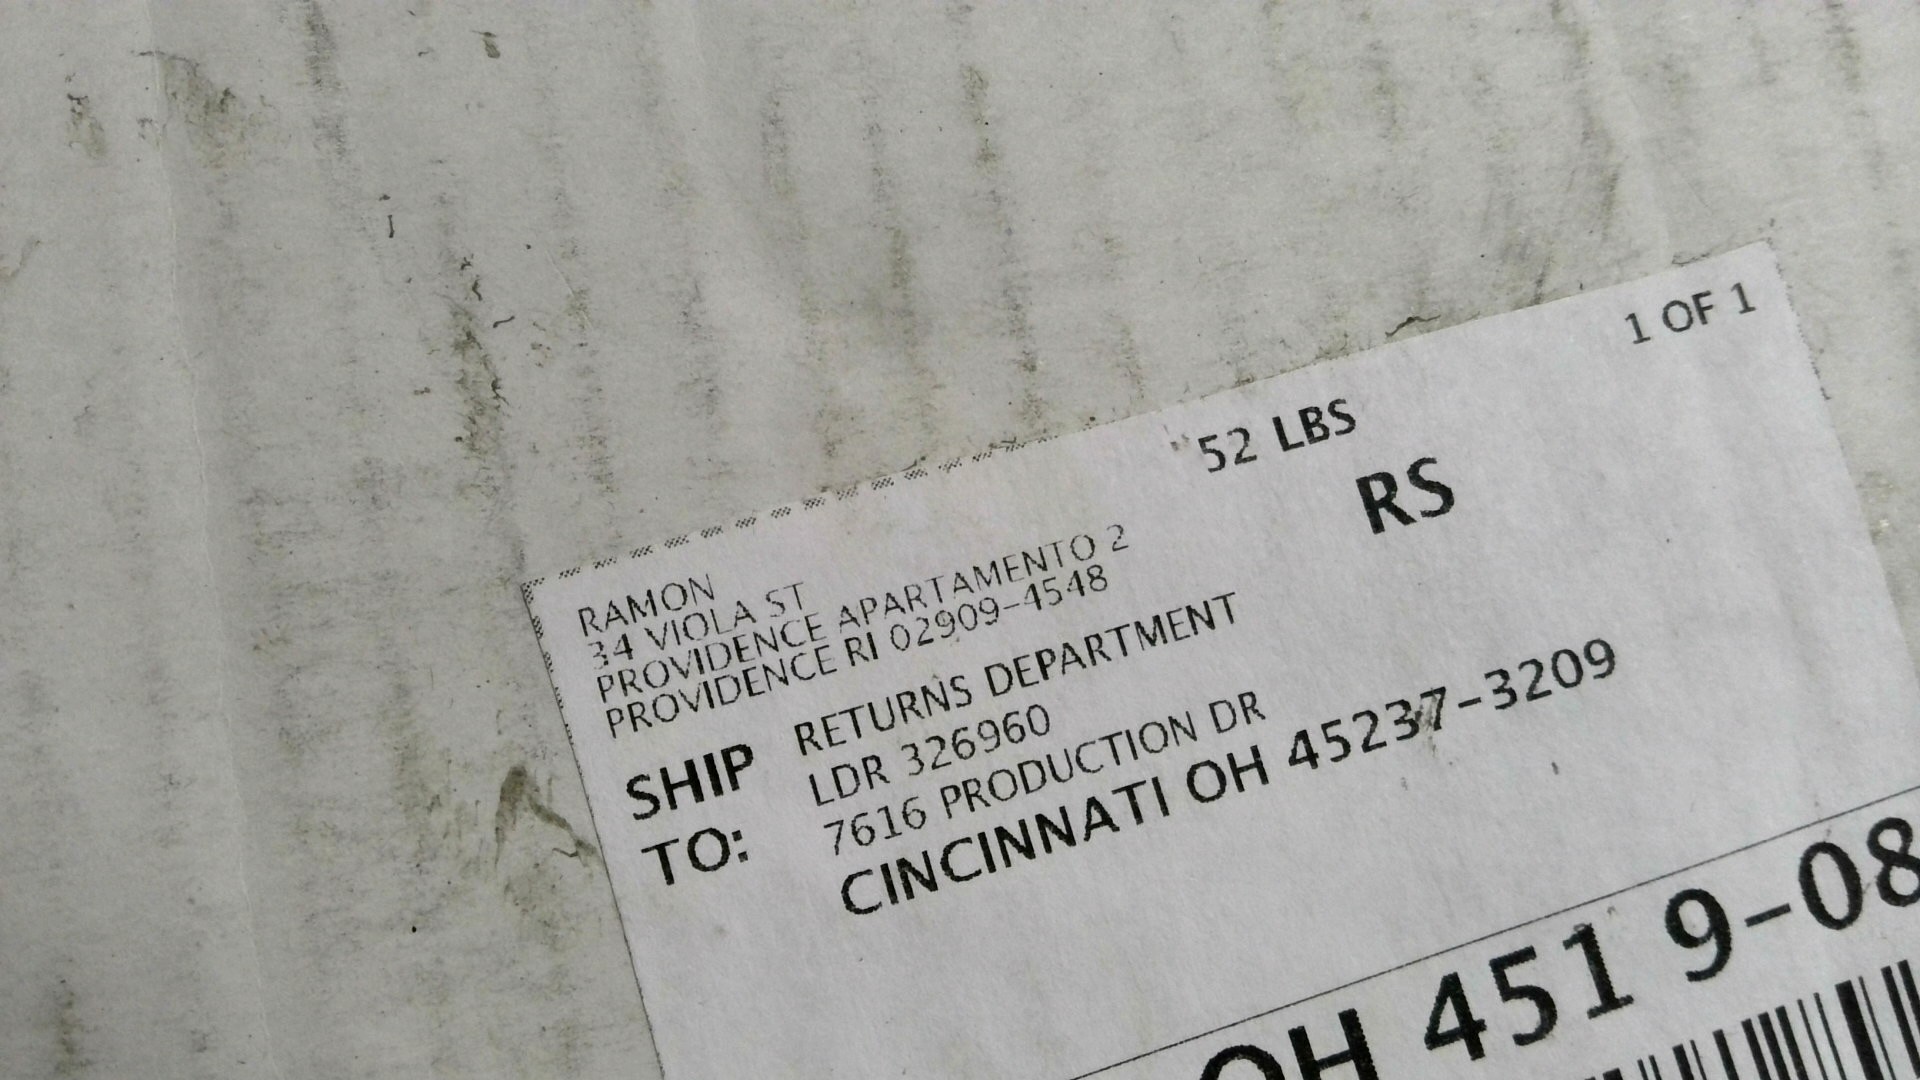 1 OF 1
52 LBS
RS
RAMON
34 VIOLA ST
PROVIDENCE APARTAMENTO 2
PROVIDENCE RI 02909-4548
SHIP TO:
RETURNS DEPARTMENT
LDR 326960
7616 PRODUCTION DR
CINCINNATI OH 45237-3209
OH 451 9-08